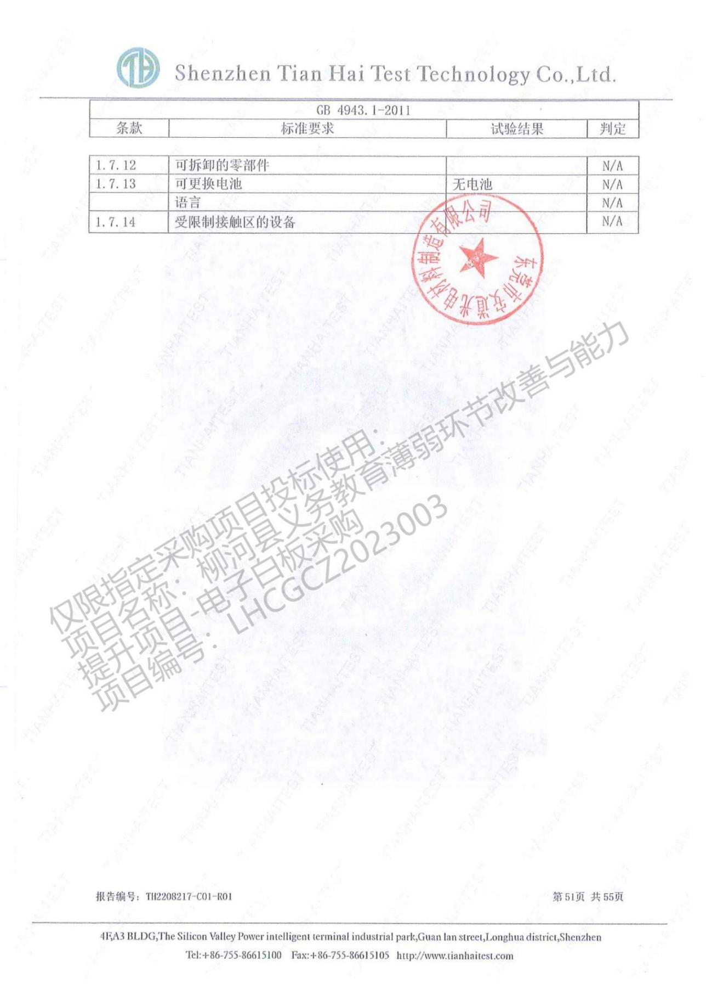 TH Shenzhen Tian Hai Test Technology Co.,Ltd.
GB 4943.1-2011
条款 标准要求 试验结果 判定
1.7.12 可拆卸的零部件 N/A
1.7.13 可更换电池 无电池 N/A
语言 N/A
1.7.14 受限制接触区的设备 N/A
东莞市安道光电材料制造有限公司
仅限指定采购项目投标使用：
项目名称：柳河县义务教育薄弱环节改善与能力
提升项目-电子白板采购
项目编号：LHCGCZ2023003
TIANHAITEST
报告编号：TH2208217-C01-R01 第51页 共55页
4F,A3 BLDG,The Silicon Valley Power intelligent terminal industrial park,Guan lan street,Longhua district,Shenzhen
Tel:+86-755-86615100 Fax:+86-755-86615105 http://www.tianhaitest.com